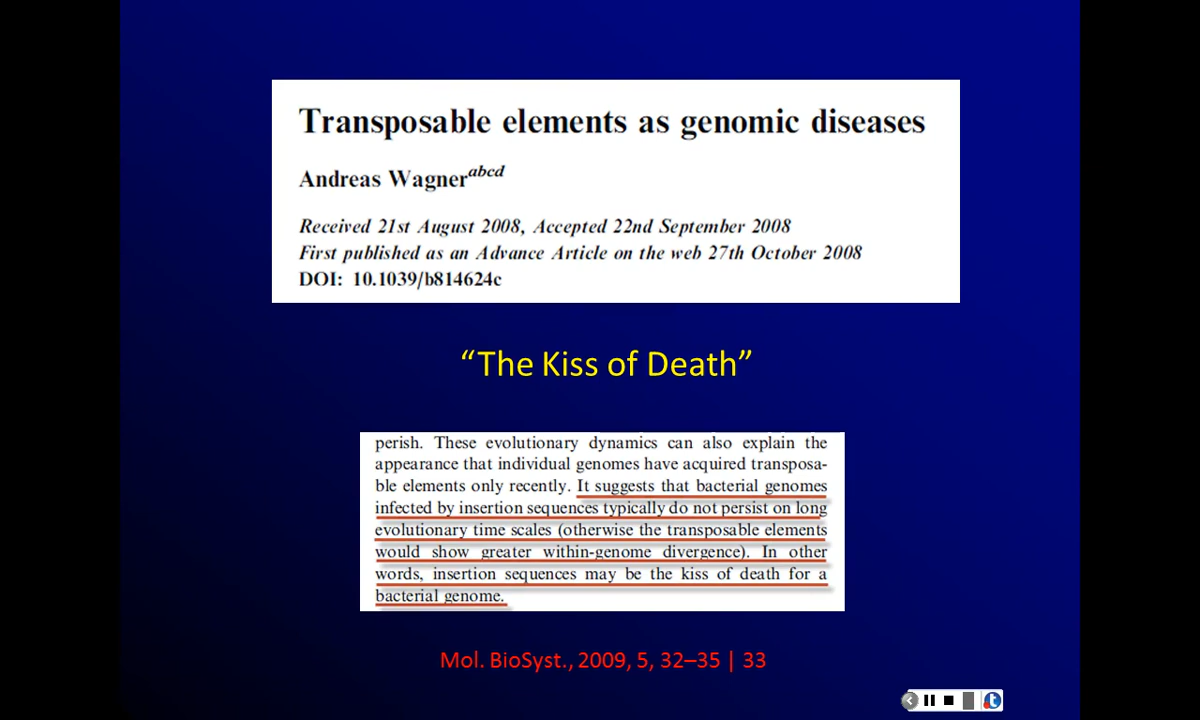 Transposable elements as genomic diseases
Andreas Wagnerabcd
Received 21st August 2008, Accepted 22nd September 2008
First published as an Advance Article on the web 27th October 2008
DOI: 10.1039/b814624c
“The Kiss of Death”
perish. These evolutionary dynamics can also explain the
appearance that individual genomes have acquired transposa-
ble elements only recently. It suggests that bacterial genomes
infected by insertion sequences typically do not persist on long
evolutionary time scales (otherwise the transposable elements
would show greater within-genome divergence). In other
words, insertion sequences may be the kiss of death for a
bacterial genome.
Mol. BioSyst., 2009, 5, 32–35 | 33